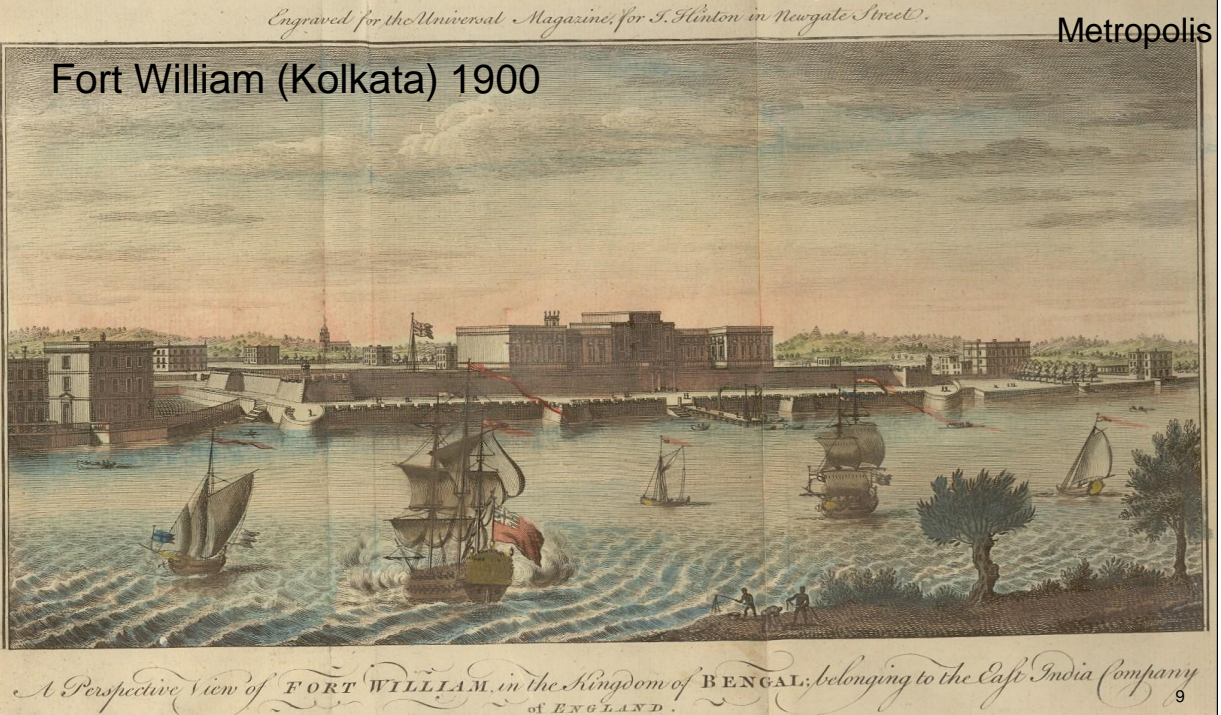 Engraved for the Universal Magazine, for J. Hinton in Newgate Street.
Metropolis
Fort William (Kolkata) 1900
A Perspective View of FORT WILLIAM, in the Kingdom of BENGAL; belonging to the East India Company
of ENGLAND.
9